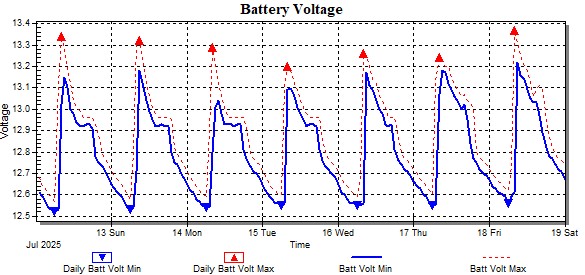 Battery Voltage
13.4
13.3
13.2
13.1
13.0
12.9
12.8
12.7
12.6
12.5
Voltage
13 Sun 14 Mon 15 Tue 16 Wed 17 Thu 18 Fri 19 Sat
Jul 2025 Time
Daily Batt Volt Min Daily Batt Volt Max Batt Volt Min Batt Volt Max